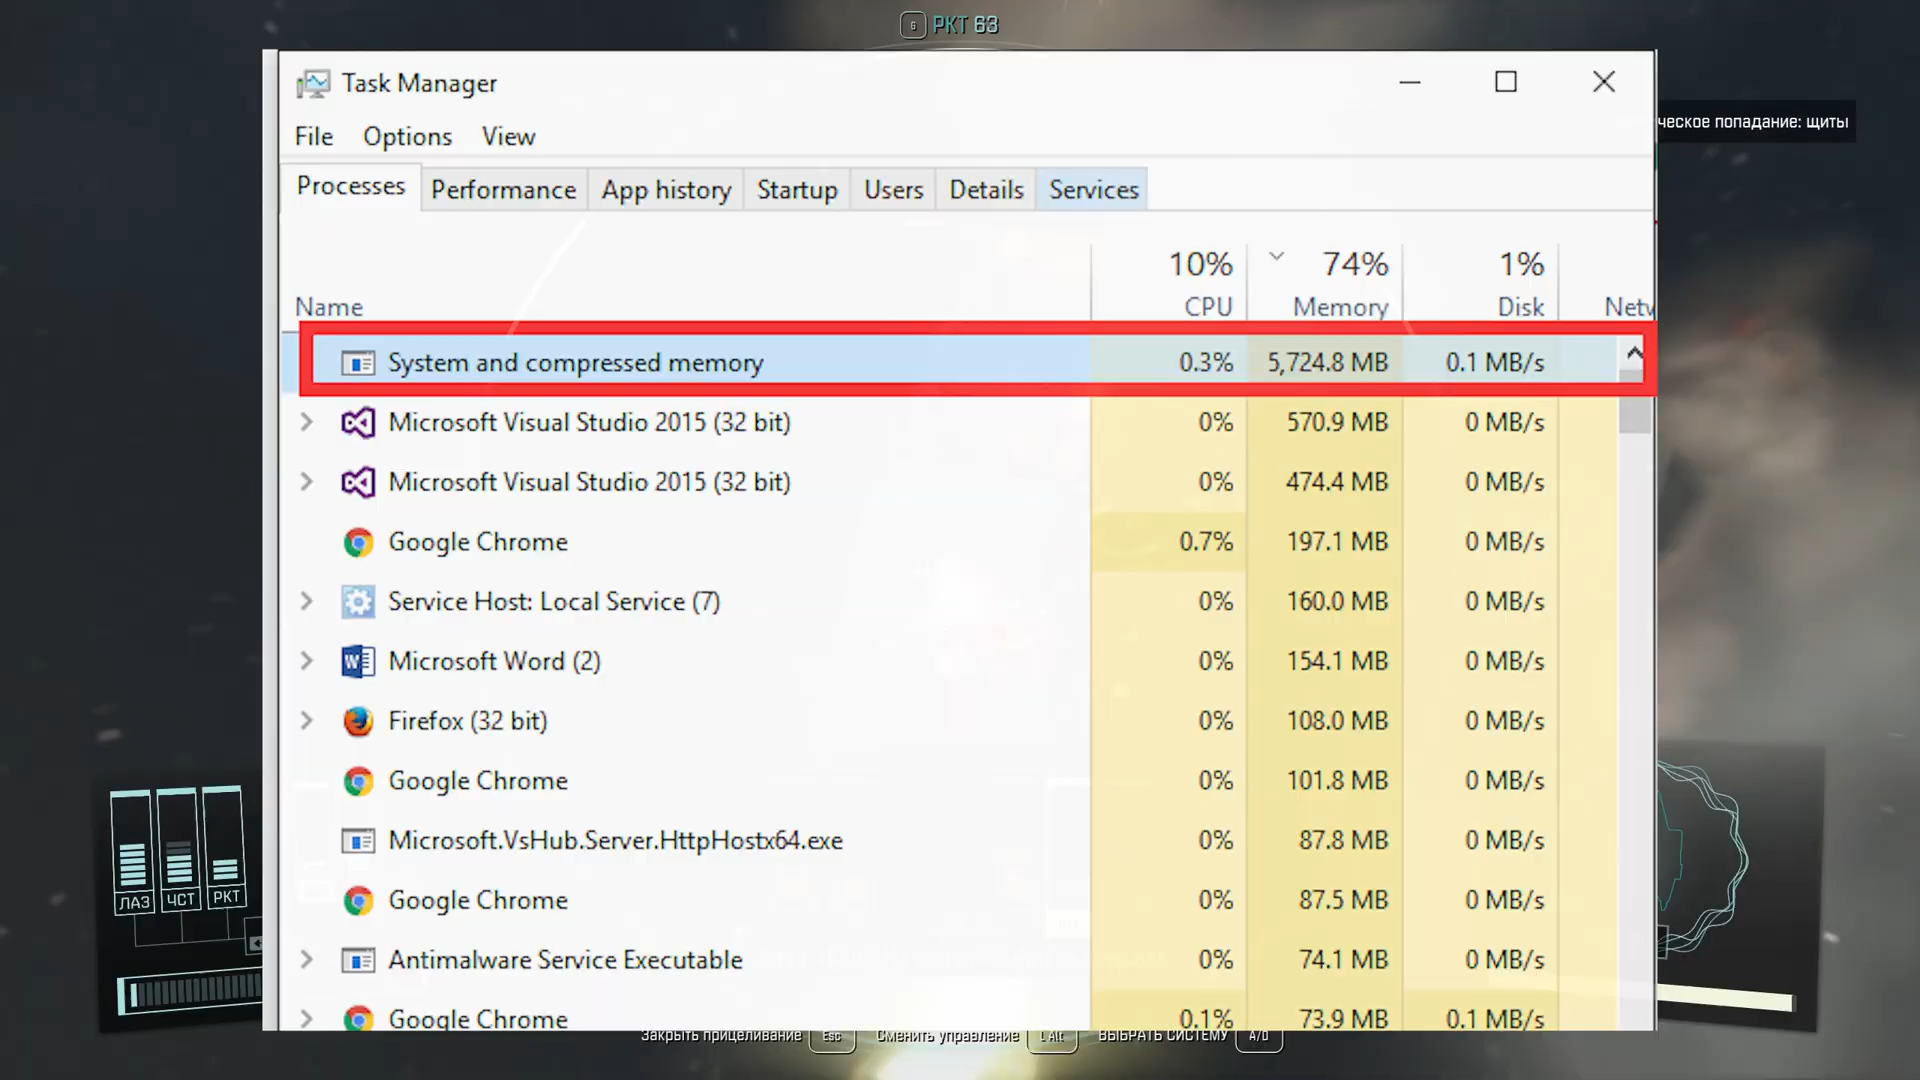 G РКТ 63
Task Manager
File Options View
ческое попадание: щиты
Processes Performance App history Startup Users Details Services
10% 74% 1%
Name CPU Memory Disk
System and compressed memory 0.3% 5,724.8 MB 0.1 MB/s
Microsoft Visual Studio 2015 (32 bit) 0% 570.9 MB 0 MB/s
Microsoft Visual Studio 2015 (32 bit) 0% 474.4 MB 0 MB/s
Google Chrome 0.7% 197.1 MB 0 MB/s
Service Host: Local Service (7) 0% 160.0 MB 0 MB/s
Microsoft Word (2) 0% 154.1 MB 0 MB/s
Firefox (32 bit) 0% 108.0 MB 0 MB/s
Google Chrome 0% 101.8 MB 0 MB/s
Microsoft.VsHub.Server.HttpHostx64.exe 0% 87.8 MB 0 MB/s
ЛАЗ ЧСТ РКТ
Google Chrome 0% 87.5 MB 0 MB/s
Antimalware Service Executable 0% 74.1 MB 0 MB/s
Google Chrome 0.1% 73.9 MB 0.1 MB/s
Закрыть прицеливание Esc Сменить управление L Alt ВЫБРАТЬ СИСТЕМУ A/D